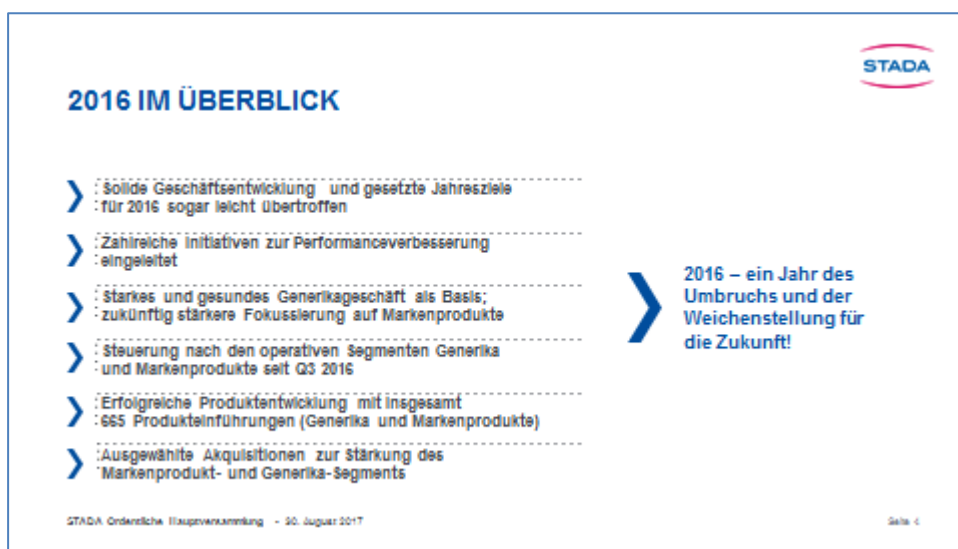 STADA
2016 IM ÜBERBLICK
Solide Geschäftsentwicklung und gesetzte Jahresziele
für 2016 sogar leicht übertroffen
Zahlreiche Initiativen zur Performanceverbesserung
eingeleitet
Starkes und gesundes Generikageschäft als Basis;
zukünftig stärkere Fokussierung auf Markenprodukte
Steuerung nach den operativen Segmenten Generika
und Markenprodukte seit Q3 2016
Erfolgreiche Produktentwicklung mit insgesamt
665 Produkteinführungen (Generika und Markenprodukte)
Ausgewählte Akquisitionen zur Stärkung des
Markenprodukt- und Generika-Segments
2016 – ein Jahr des
Umbruchs und der
Weichenstellung für
die Zukunft!
STADA Ordentliche Hauptversammlung - 30. August 2017
Seite